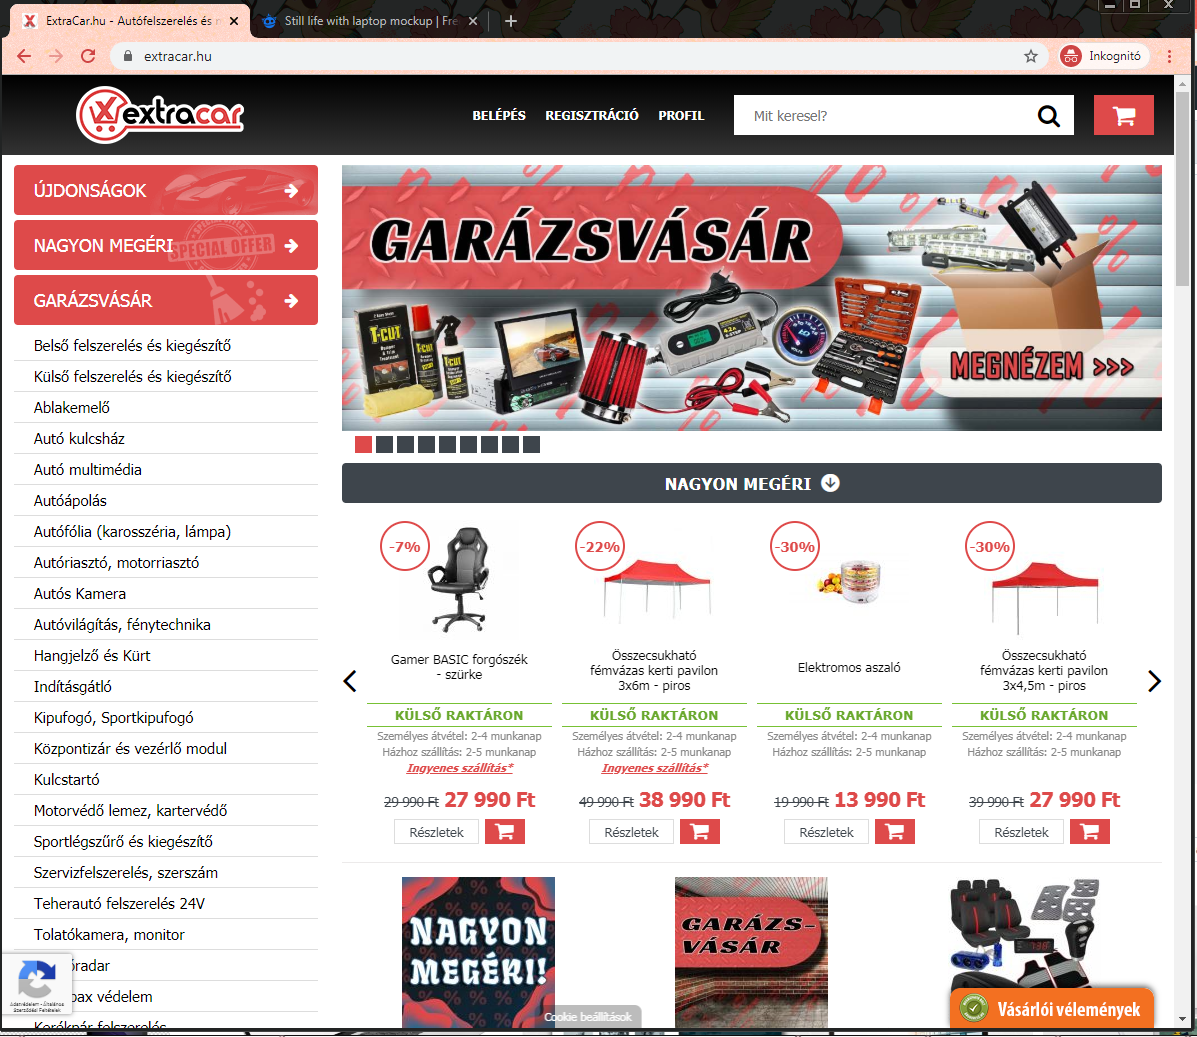 ExtraCar.hu - Autófelszerelés és
Still life with laptop mockup | Fre
extracar.hu
Inkognitó
extracar
BELÉPÉS
REGISZTRÁCIÓ
PROFIL
Mit keresel?
ÚJDONSÁGOK
NAGYON MEGÉRI
SPECIAL OFFER
GARÁZSVÁSÁR
Belső felszerelés és kiegészítő
Külső felszerelés és kiegészítő
Ablakemelő
Autó kulcsház
Autó multimédia
Autóápolás
Autófólia (karosszéria, lámpa)
Autóriasztó, motorriasztó
Autós Kamera
Autóvilágítás, fénytechnika
Hangjelző és Kürt
Indításgátló
Kipufogó, Sportkipufogó
Központizár és vezérlő modul
Kulcstartó
Motorvédő lemez, kartervédő
Sportlégszűrő és kiegészítő
Szervizfelszerelés, szerszám
Teherautó felszerelés 24V
Tolatókamera, monitor
óradar
pax védelem
Kerékpár felszerelés
Adatvédelem - Általános
Szerződési Feltételek
GARÁZSVÁSÁR
T-CUT
MEGNÉZEM >>>
NAGYON MEGÉRI
-7%
Gamer BASIC forgószék
- szürke
KÜLSŐ RAKTÁRON
Személyes átvétel: 2-4 munkanap
Házhoz szállítás: 2-5 munkanap
Ingyenes szállítás*
29 990 Ft 27 990 Ft
Részletek
-22%
Összecsukható
fémvázas kerti pavilon
3x6m - piros
KÜLSŐ RAKTÁRON
Személyes átvétel: 2-4 munkanap
Házhoz szállítás: 2-5 munkanap
Ingyenes szállítás*
49 990 Ft 38 990 Ft
Részletek
-30%
Elektromos aszaló
KÜLSŐ RAKTÁRON
Személyes átvétel: 2-4 munkanap
Házhoz szállítás: 2-5 munkanap
19 990 Ft 13 990 Ft
Részletek
-30%
Összecsukható
fémvázas kerti pavilon
3x4,5m - piros
KÜLSŐ RAKTÁRON
Személyes átvétel: 2-4 munkanap
Házhoz szállítás: 2-5 munkanap
39 990 Ft 27 990 Ft
Részletek
NAGYON
MEGÉRI!
GARÁZS-
VÁSÁR
Cookie beállítások
Vásárlói vélemények